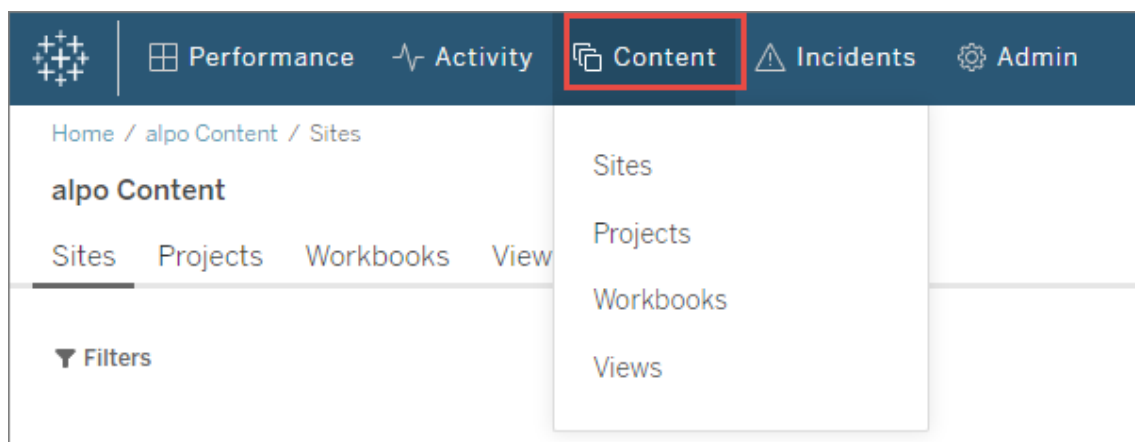 Performance Activity Content Incidents Admin
Home / alpo Content / Sites
alpo Content
Sites Projects Workbooks View
Filters
Sites
Projects
Workbooks
Views